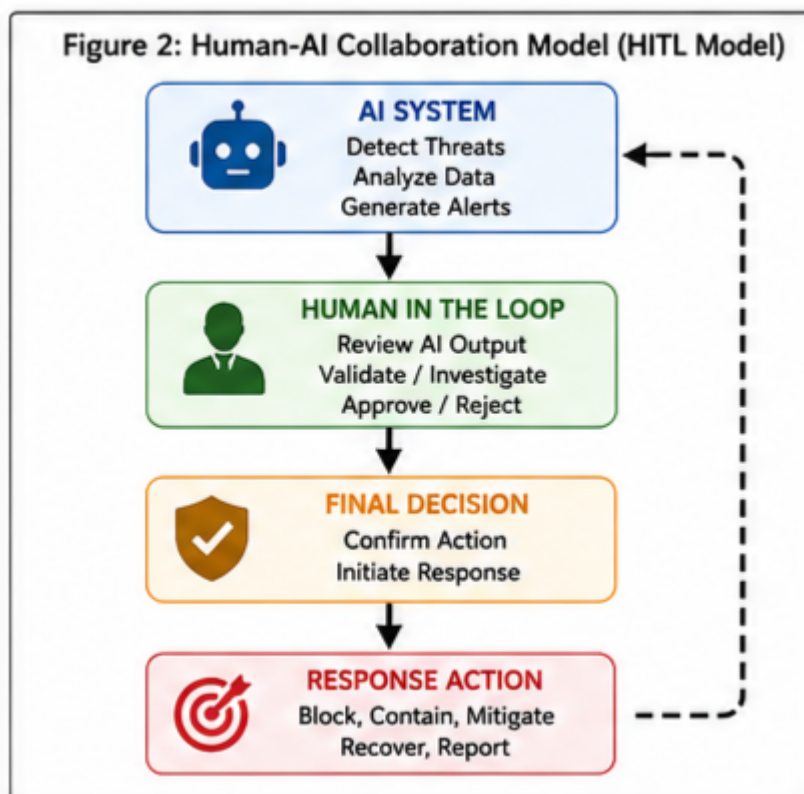 Figure 2: Human-AI Collaboration Model (HITL Model)
AI SYSTEM
Detect Threats
Analyze Data
Generate Alerts
HUMAN IN THE LOOP
Review AI Output
Validate / Investigate
Approve / Reject
FINAL DECISION
Confirm Action
Initiate Response
RESPONSE ACTION
Block, Contain, Mitigate
Recover, Report